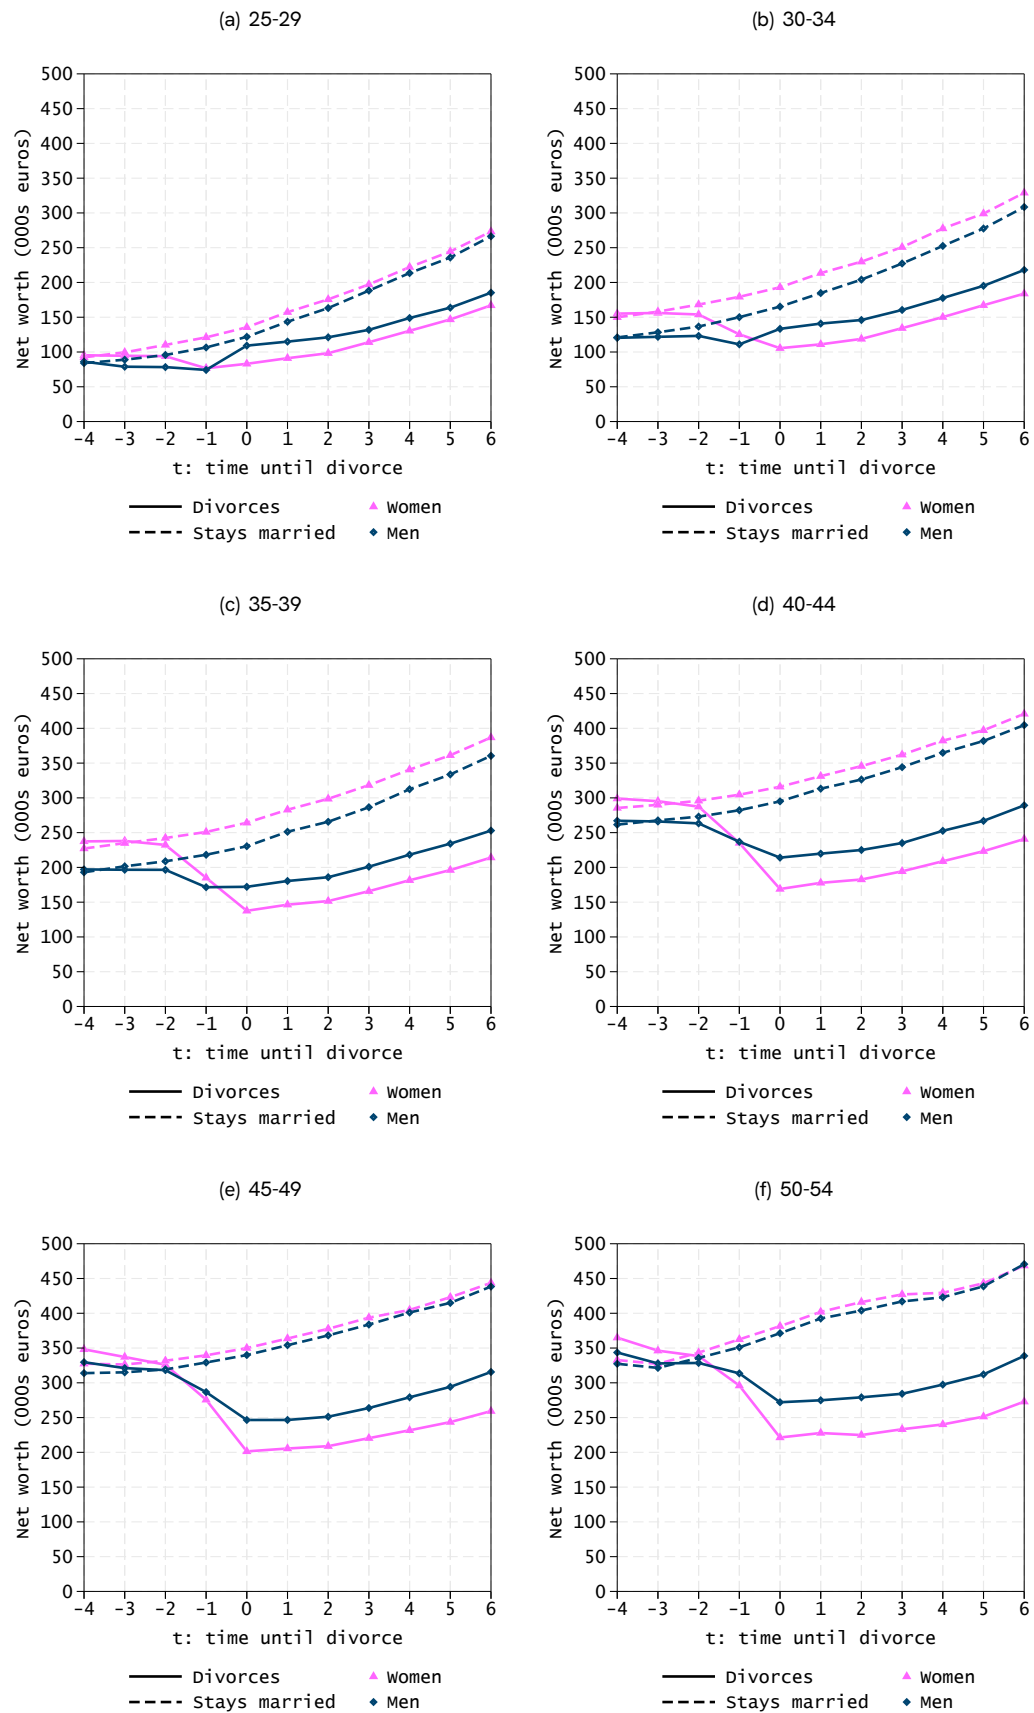 (a) 25-29
500
450
400
350
300
250
200
150
100
50
0
Net worth (000s euros)
-4 -3 -2 -1 0 1 2 3 4 5 6
t: time until divorce
Divorces Women
Stays married Men
(b) 30-34
500
450
400
350
300
250
200
150
100
50
0
Net worth (000s euros)
-4 -3 -2 -1 0 1 2 3 4 5 6
t: time until divorce
Divorces Women
Stays married Men
(c) 35-39
500
450
400
350
300
250
200
150
100
50
0
Net worth (000s euros)
-4 -3 -2 -1 0 1 2 3 4 5 6
t: time until divorce
Divorces Women
Stays married Men
(d) 40-44
500
450
400
350
300
250
200
150
100
50
0
Net worth (000s euros)
-4 -3 -2 -1 0 1 2 3 4 5 6
t: time until divorce
Divorces Women
Stays married Men
(e) 45-49
500
450
400
350
300
250
200
150
100
50
0
Net worth (000s euros)
-4 -3 -2 -1 0 1 2 3 4 5 6
t: time until divorce
Divorces Women
Stays married Men
(f) 50-54
500
450
400
350
300
250
200
150
100
50
0
Net worth (000s euros)
-4 -3 -2 -1 0 1 2 3 4 5 6
t: time until divorce
Divorces Women
Stays married Men